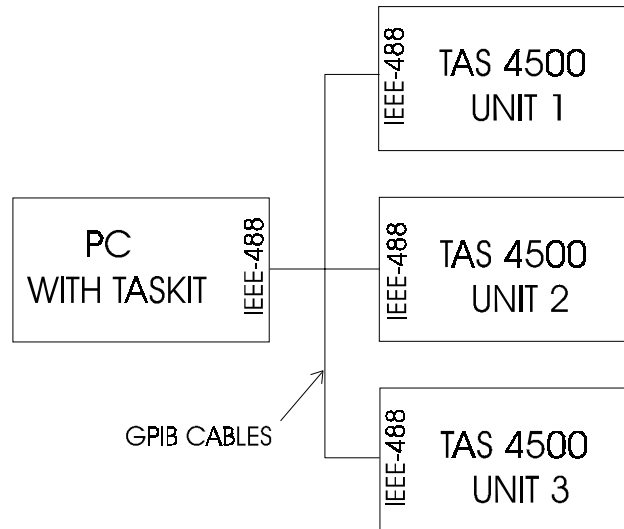 IEEE-488
TAS 4500
UNIT 1
PC
WITH TASKIT
IEEE-488
IEEE-488
TAS 4500
UNIT 2
GPIB CABLES
IEEE-488
TAS 4500
UNIT 3